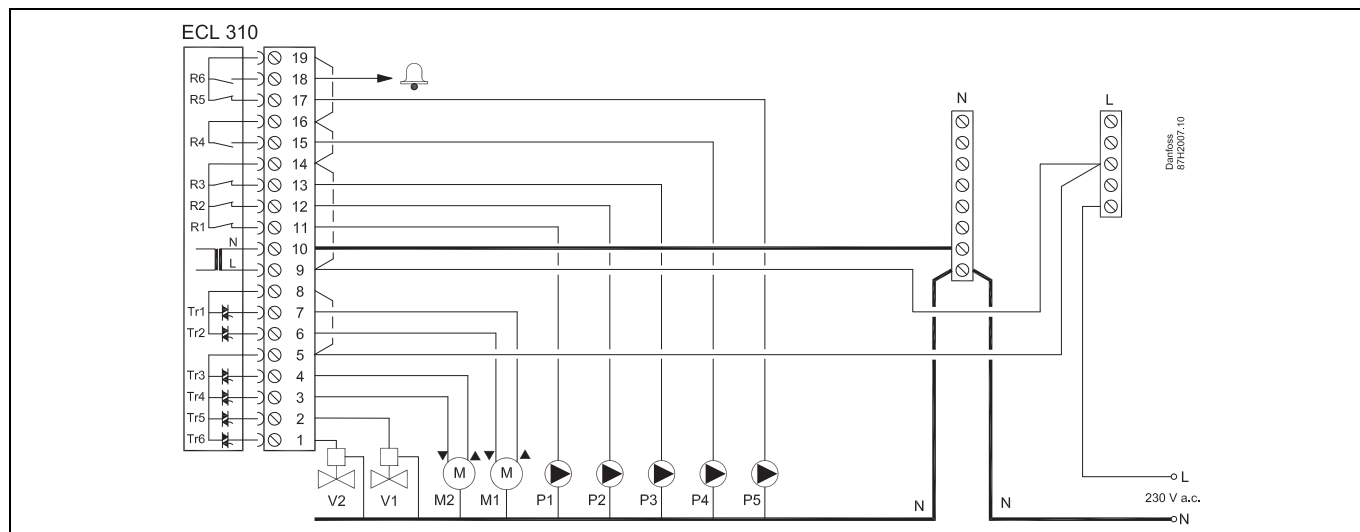 ECL 310
19
R6 18
R5 17
16
R4 15
14
R3 13
R2 12
R1 11
N 10
L 9
8
Tr1 7
Tr2 6
5
Tr3 4
Tr4 3
Tr5 2
Tr6 1
N
L
Danfoss
87H2007.10
M M
V2 V1 M2 M1 P1 P2 P3 P4 P5
N N
L
230 V a.c.
N